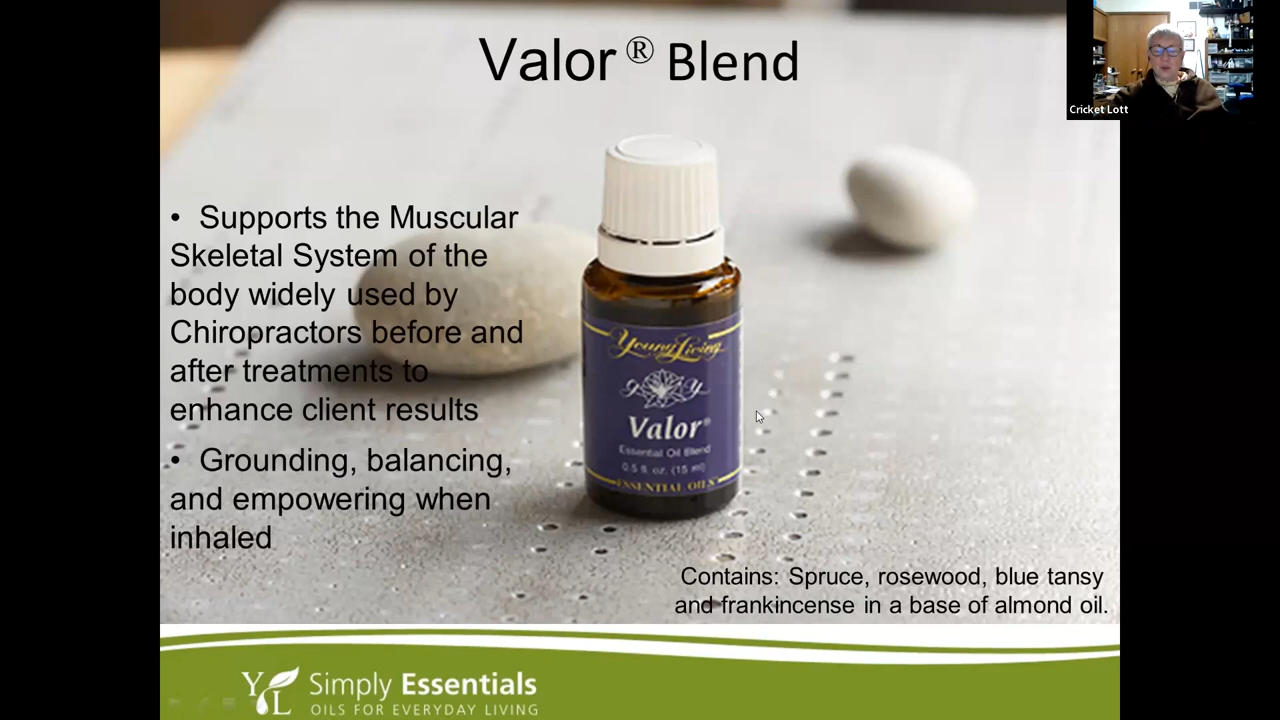 Valor® Blend
Cricket Lott
• Supports the Muscular
Skeletal System of the
body widely used by
Chiropractors before and
after treatments to
enhance client results
• Grounding, balancing,
and empowering when
inhaled
Young Living
Valor®
Essential Oil Blend
0.5 fl. oz. (15 ml)
ESSENTIAL OILS
Contains: Spruce, rosewood, blue tansy
and frankincense in a base of almond oil.
YL
Simply Essentials
OILS FOR EVERYDAY LIVING